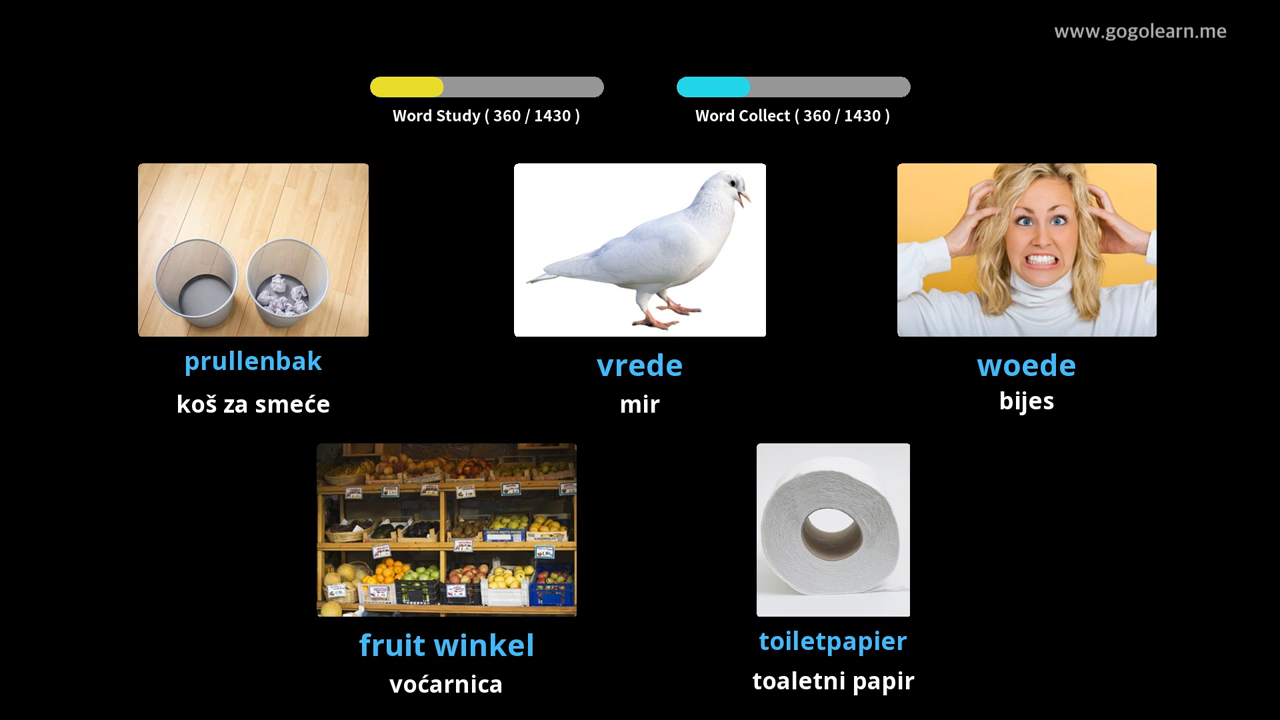 www.gogolearn.me
Word Study ( 360 / 1430 )
Word Collect ( 360 / 1430 )
prullenbak
vrede
woede
koš za smeće
mir
bijes
fruit winkel
toiletpapier
voćarnica
toaletni papir